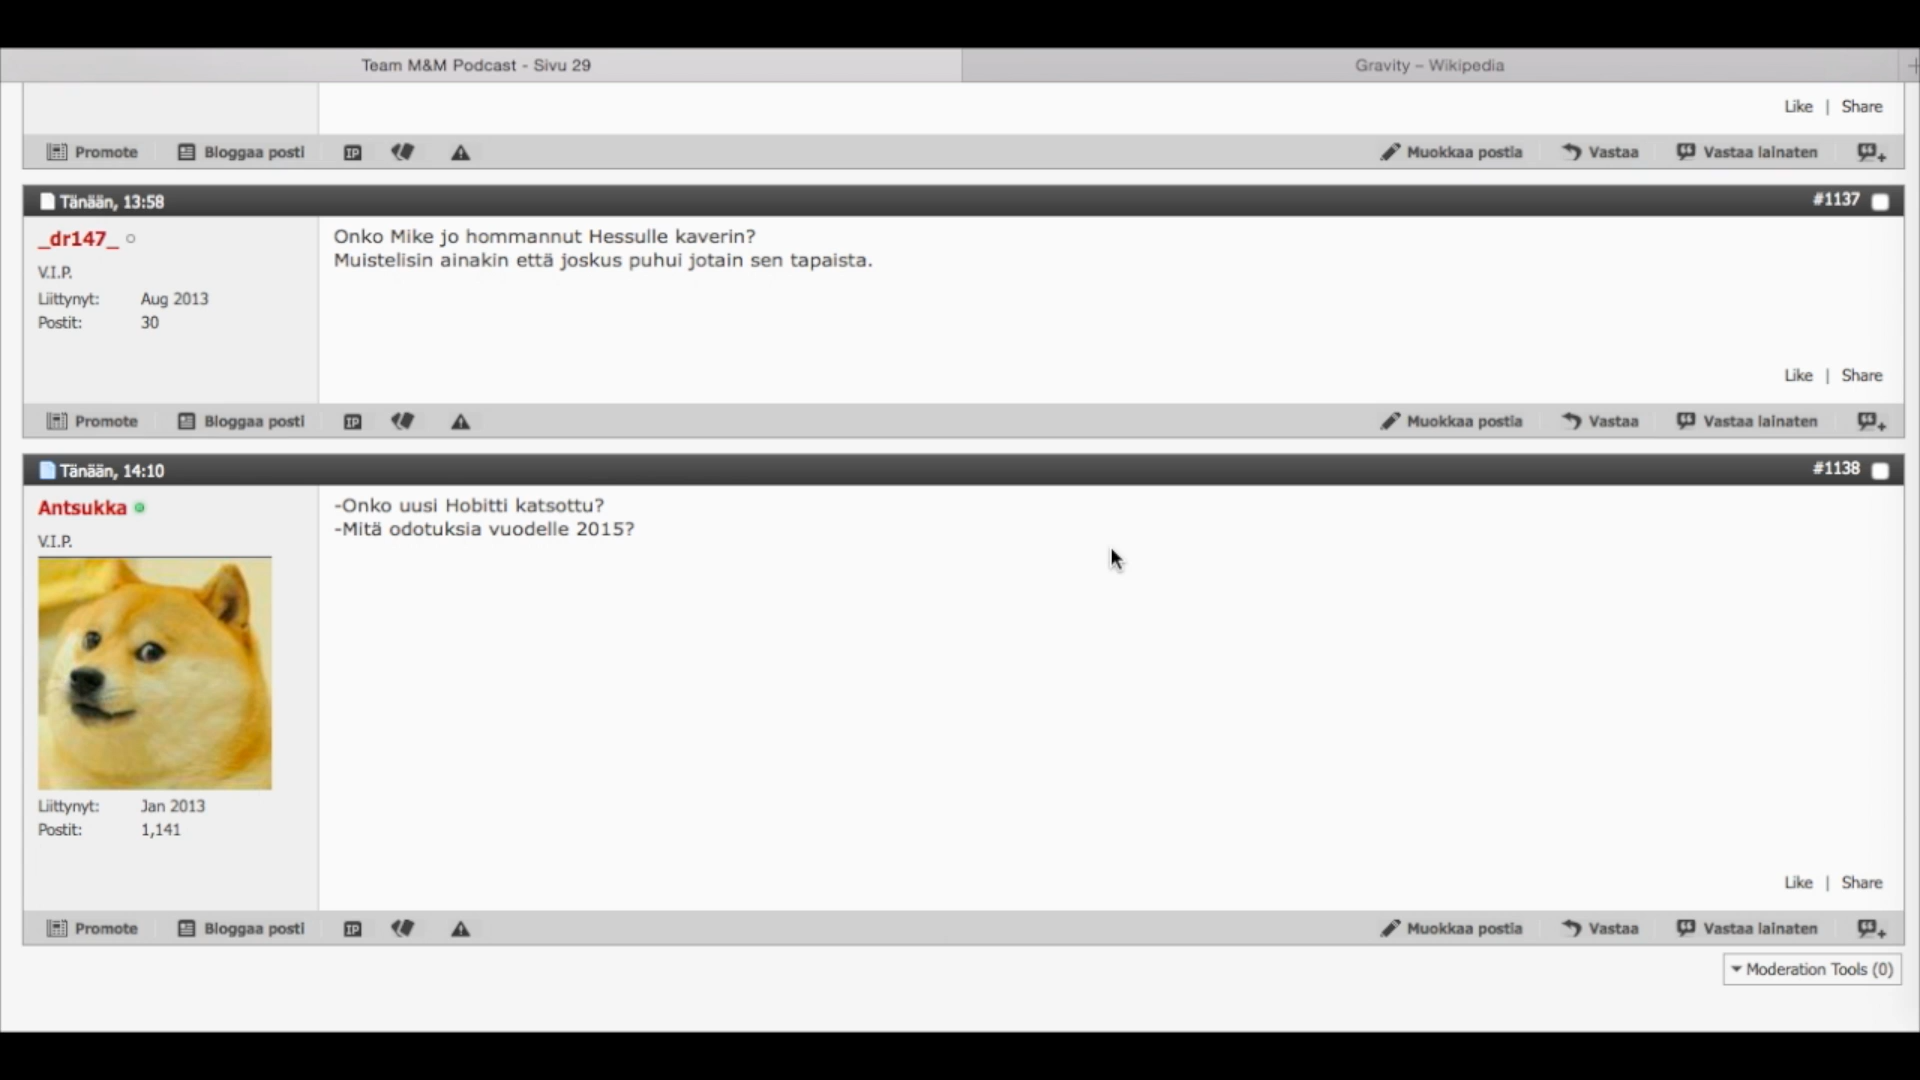 Team M&M Podcast - Sivu 29
Gravity – Wikipedia
Like | Share
Promote Bloggaa posti IP Muokkaa postia Vastaa Vastaa lainaten
Tänään, 13:58 #1137
_dr147_
V.I.P.
Liittynyt: Aug 2013
Postit: 30
Onko Mike jo hommannut Hessulle kaverin?
Muistelisin ainakin että joskus puhui jotain sen tapaista.
Like | Share
Promote Bloggaa posti IP Muokkaa postia Vastaa Vastaa lainaten
Tänään, 14:10 #1138
Antsukka
V.I.P.
Liittynyt: Jan 2013
Postit: 1,141
-Onko uusi Hobitti katsottu?
-Mitä odotuksia vuodelle 2015?
Like | Share
Promote Bloggaa posti IP Muokkaa postia Vastaa Vastaa lainaten
Moderation Tools (0)